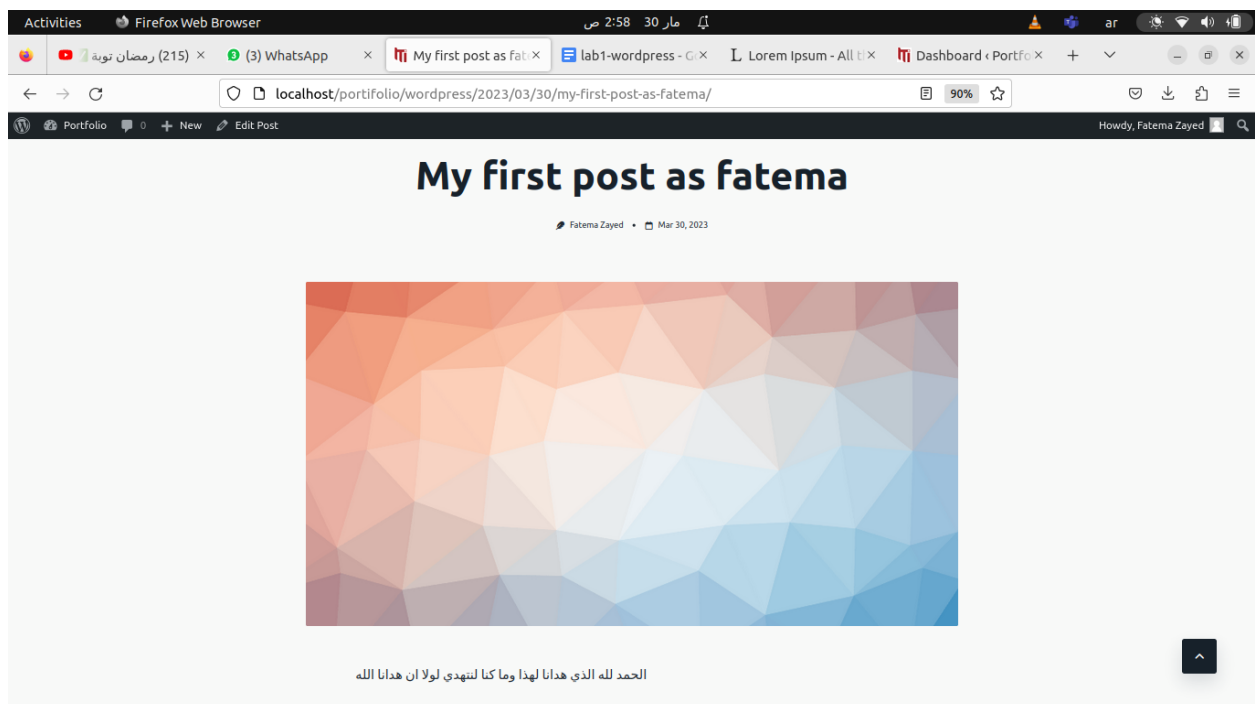 Activities Firefox Web Browser 2:58 30 مار ص ar
(215) رمضان توبة (3) WhatsApp My first post as fate lab1-wordpress - Go Lorem Ipsum - All t Dashboard ‹ Portfo
localhost/portifolio/wordpress/2023/03/30/my-first-post-as-fatema/ 90%
Portfolio 0 New Edit Post Howdy, Fatema Zayed
My first post as fatema
Fatema Zayed • Mar 30, 2023
الحمد لله الذي هدانا لهذا وما كنا لنتهدي لولا ان هدانا الله